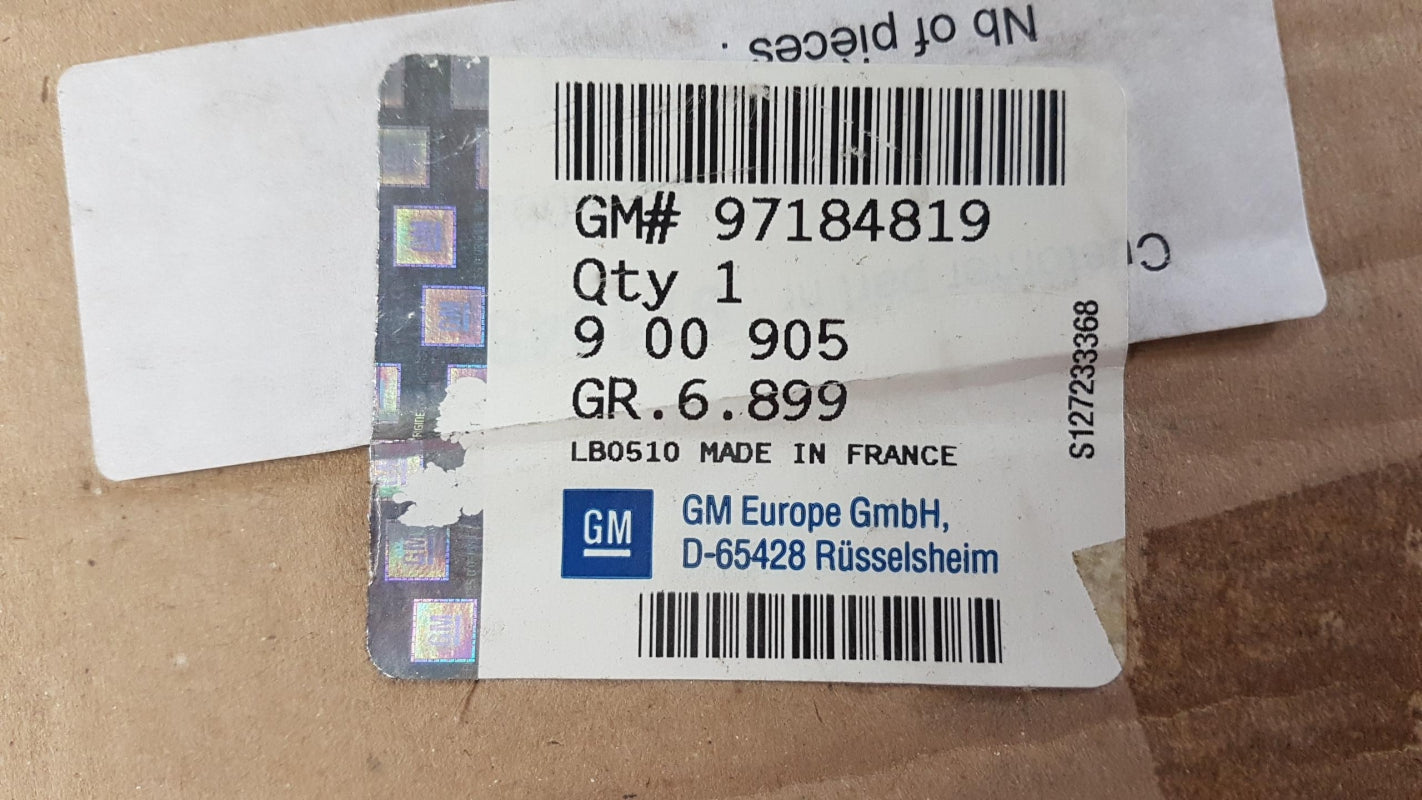 Nb of pièces :
GM# 97184819
Qty 1
9 00 905
GR.6.899
LB0510 MADE IN FRANCE
S127233368
GM
GM Europe GmbH,
D-65428 Rüsselsheim